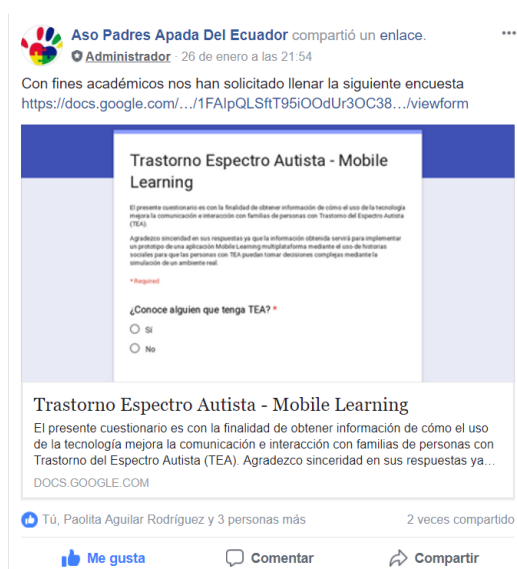 Aso Padres Apada Del Ecuador compartió un enlace.
Administrador · 26 de enero a las 21:54
Con fines académicos nos han solicitado llenar la siguiente encuesta
https://docs.google.com/.../1FAIpQLSftT95iOOdUr3OC38.../viewform
Trastorno Espectro Autista - Mobile
Learning
El presente cuestionario es con la finalidad de obtener información de cómo el uso de la tecnología
mejora la comunicación e interacción con familias de personas con Trastorno del Espectro Autista
(TEA).
Agradezco sinceridad en sus respuestas ya que la información obtenida servirá para implementar
un prototipo de una aplicación Mobile Learning multiplataforma mediante el uso de historias
sociales para que las personas con TEA puedan tomar decisiones complejas mediante la
simulación de un ambiente real.
* Required
¿Conoce alguien que tenga TEA? *
Sí
No
Trastorno Espectro Autista - Mobile Learning
El presente cuestionario es con la finalidad de obtener información de cómo el uso
de la tecnología mejora la comunicación e interacción con familias de personas con
Trastorno del Espectro Autista (TEA). Agradezco sinceridad en sus respuestas ya...
DOCS.GOOGLE.COM
Tú, Paolita Aguilar Rodríguez y 3 personas más 2 veces compartido
Me gusta Comentar Compartir